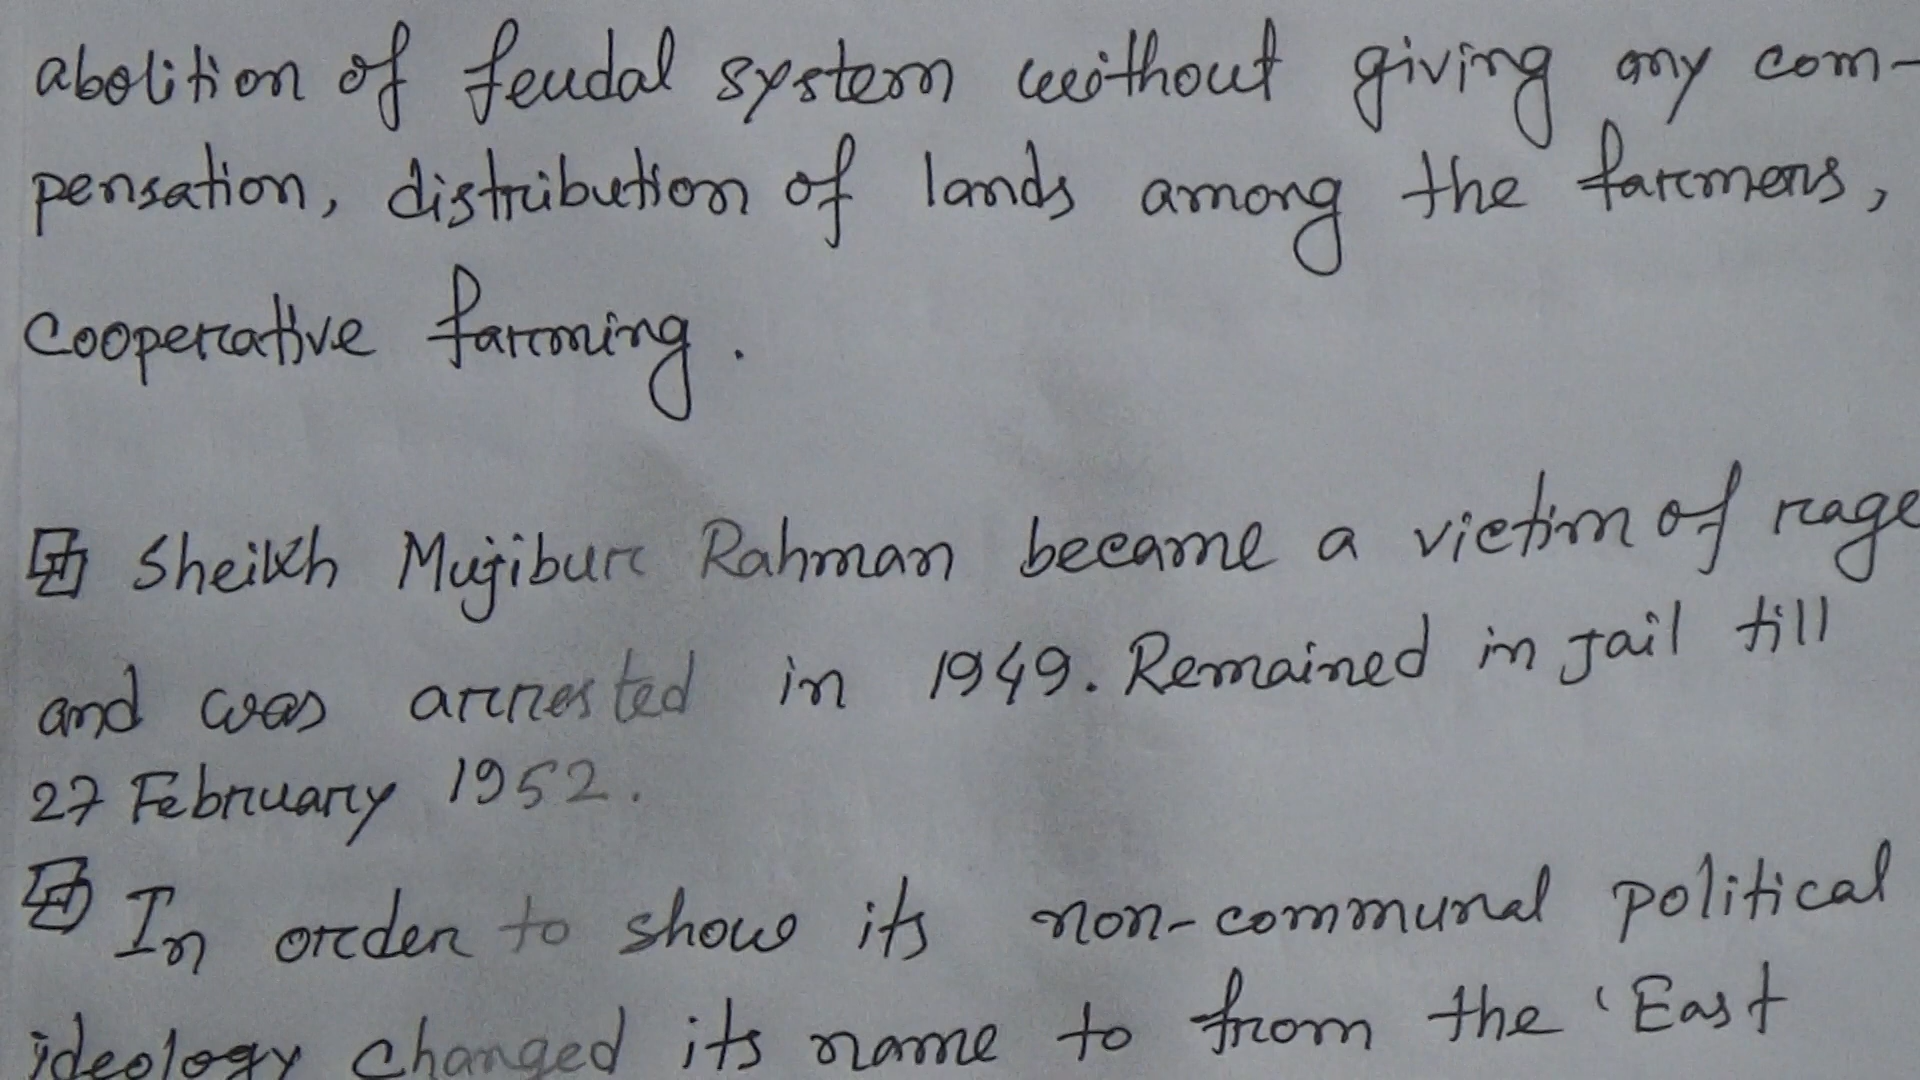 abolition of feudal system without giving any com-
pensation, distribution of lands among the farmers,
Cooperative farming.
Sheikh Mujibur Rahman became a victim of rage
and was arrested in 1949. Remained in jail till
27 February 1952.
In order to show its non-communal political
ideology changed its name to from the 'East